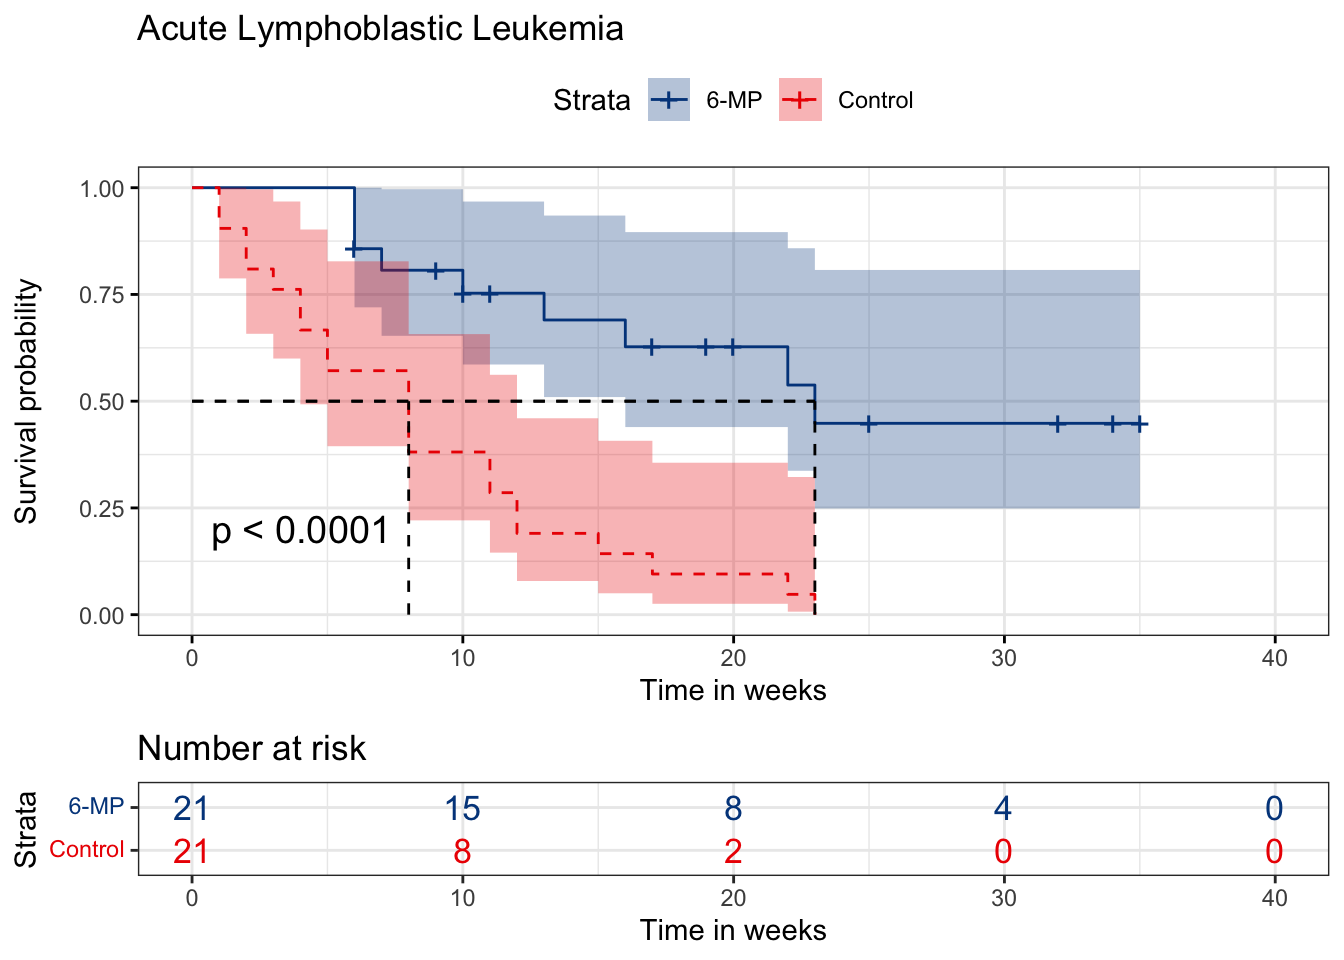 Acute Lymphoblastic Leukemia
Strata 6-MP Control
Survival probability
1.00
0.75
0.50
0.25
0.00
p < 0.0001
0 10 20 30 40
Time in weeks
Number at risk
Strata
6-MP 21 15 8 4 0
Control 21 8 2 0 0
0 10 20 30 40
Time in weeks